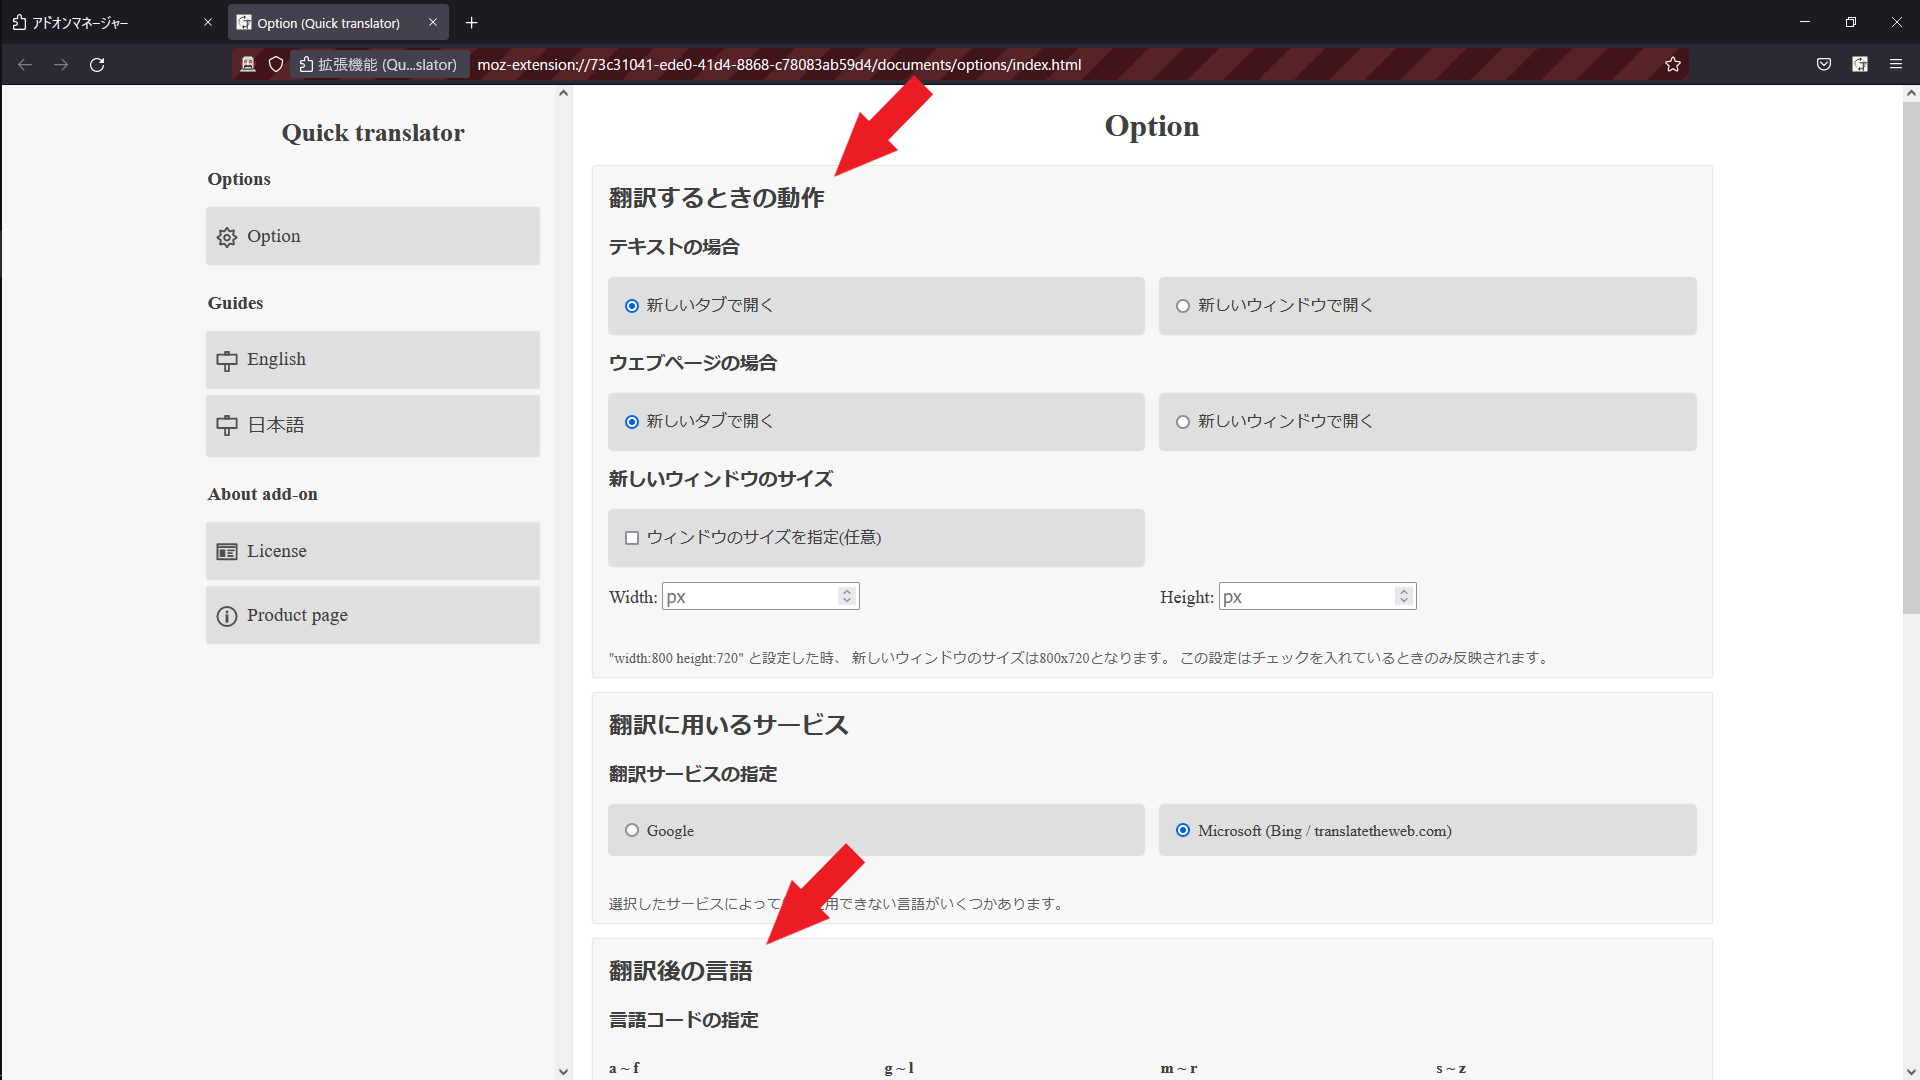 アドオンマネージャー
Option (Quick translator)
拡張機能 (Qu...slator)
moz-extension://73c31041-ede0-41d4-8868-c78083ab59d4/documents/options/index.html
Quick translator
Options
Option
Guides
English
日本語
About add-on
License
Product page
Option
翻訳するときの動作
テキストの場合
新しいタブで開く
新しいウィンドウで開く
ウェブページの場合
新しいタブで開く
新しいウィンドウで開く
新しいウィンドウのサイズ
ウィンドウのサイズを指定(任意)
Width: px
Height: px
"width:800 height:720" と設定した時、 新しいウィンドウのサイズは800x720となります。 この設定はチェックを入れているときのみ反映されます。
翻訳に用いるサービス
翻訳サービスの指定
Google
Microsoft (Bing / translatetheweb.com)
選択したサービスによって 用できない言語がいくつかあります。
翻訳後の言語
言語コードの指定
a ~ f
g ~ l
m ~ r
s ~ z